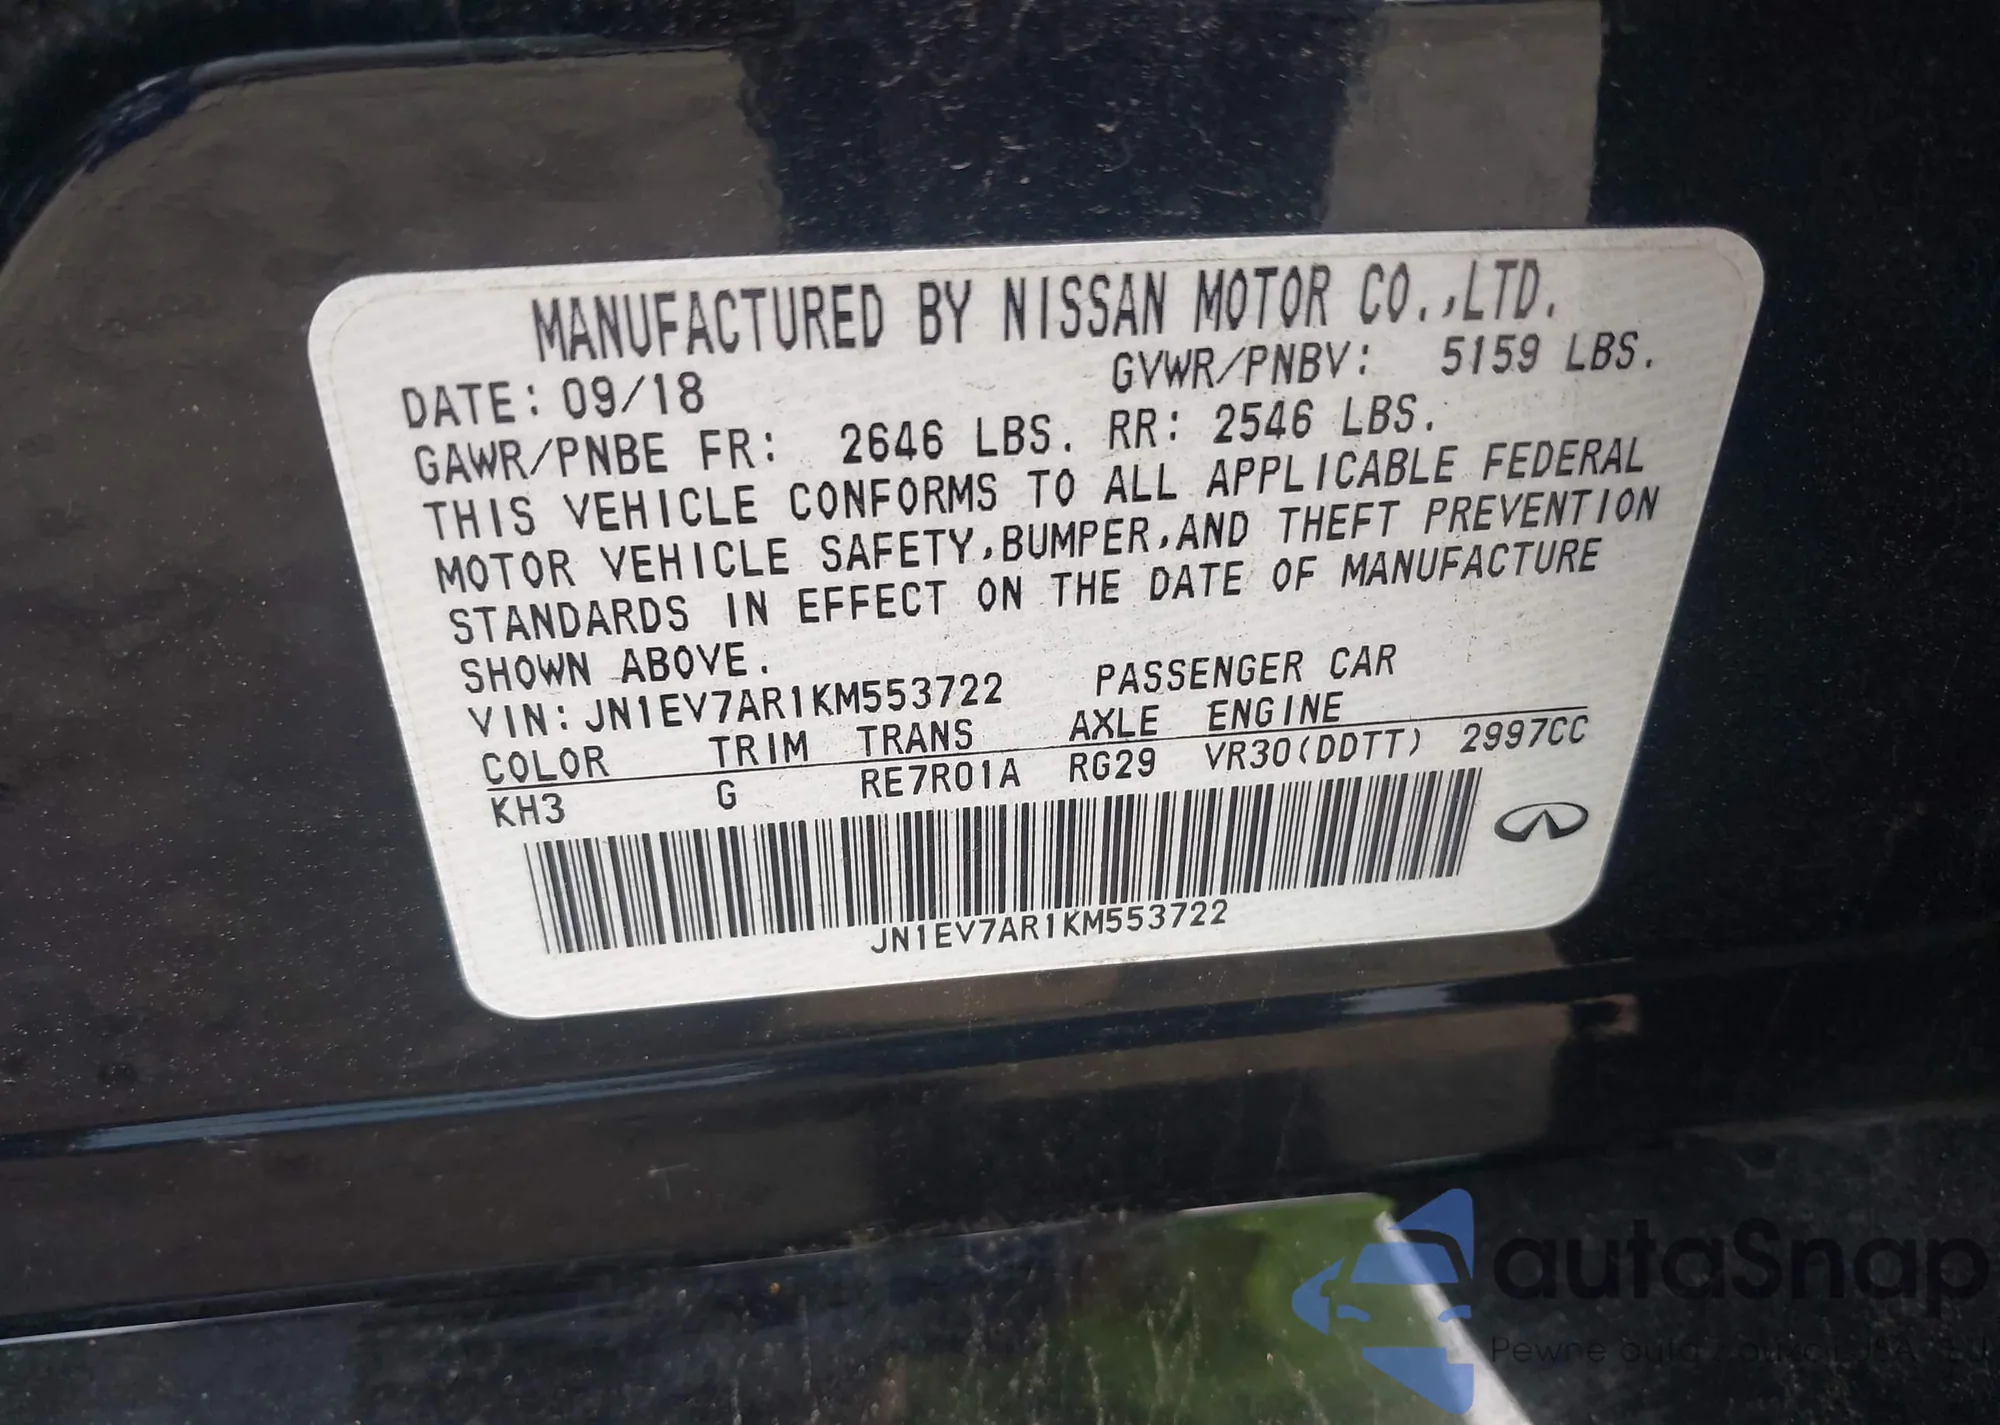 MANUFACTURED BY NISSAN MOTOR CO.,LTD.
DATE: 09/18 GVWR/PNBV: 5159 LBS.
GAWR/PNBE FR: 2646 LBS. RR: 2546 LBS.
THIS VEHICLE CONFORMS TO ALL APPLICABLE FEDERAL
MOTOR VEHICLE SAFETY,BUMPER,AND THEFT PREVENTION
STANDARDS IN EFFECT ON THE DATE OF MANUFACTURE
SHOWN ABOVE.
VIN: JN1EV7AR1KM553722 PASSENGER CAR
COLOR TRIM TRANS AXLE ENGINE
KH3 G RE7R01A RG29 VR30(DDTT) 2997CC
JN1EV7AR1KM553722
autaSnap
Pewne auta